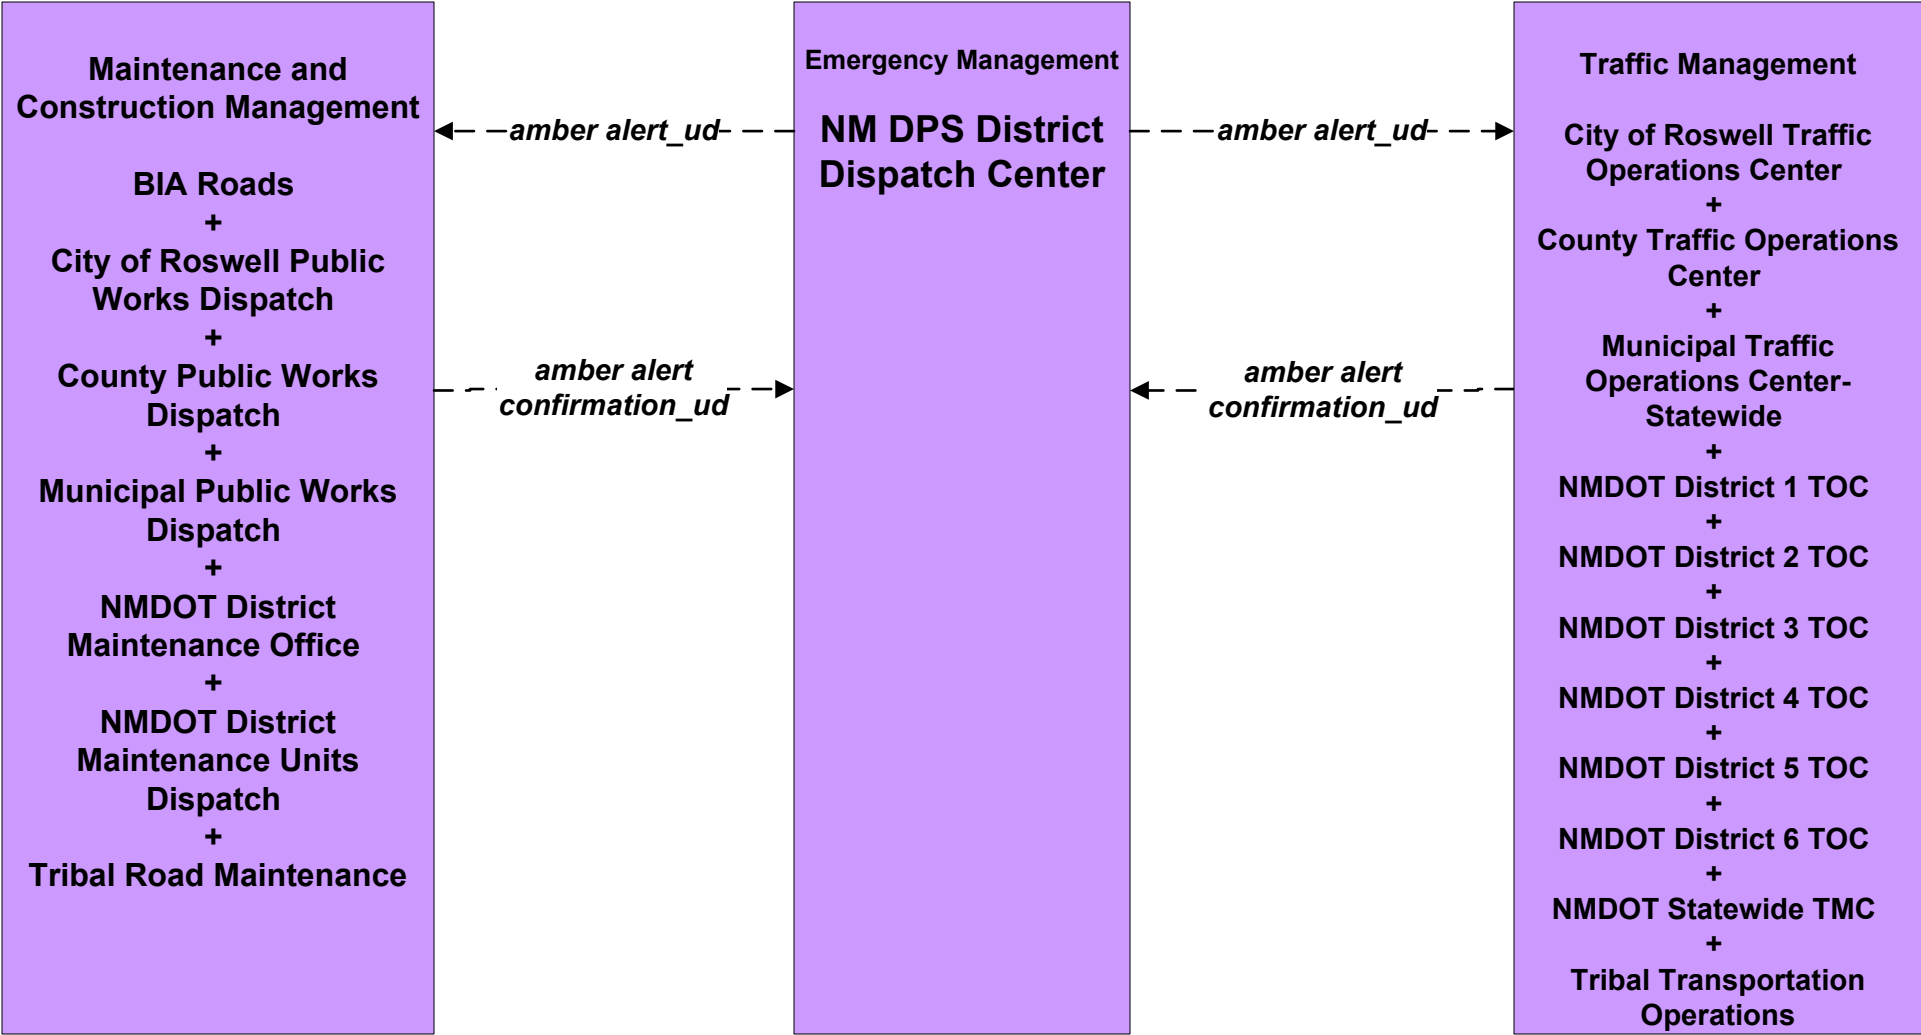 Maintenance and
Construction Management
BIA Roads
+
City of Roswell Public
Works Dispatch
+
County Public Works
Dispatch
+
Municipal Public Works
Dispatch
+
NMDOT District
Maintenance Office
+
NMDOT District
Maintenance Units
Dispatch
+
Tribal Road Maintenance
amber alert_ud
amber alert
confirmation_ud
Emergency Management
NM DPS District
Dispatch Center
amber alert_ud
amber alert
confirmation_ud
Traffic Management
City of Roswell Traffic
Operations Center
+
County Traffic Operations
Center
+
Municipal Traffic
Operations Center-
Statewide
+
NMDOT District 1 TOC
+
NMDOT District 2 TOC
+
NMDOT District 3 TOC
+
NMDOT District 4 TOC
+
NMDOT District 5 TOC
+
NMDOT District 6 TOC
+
NMDOT Statewide TMC
+
Tribal Transportation
Operations